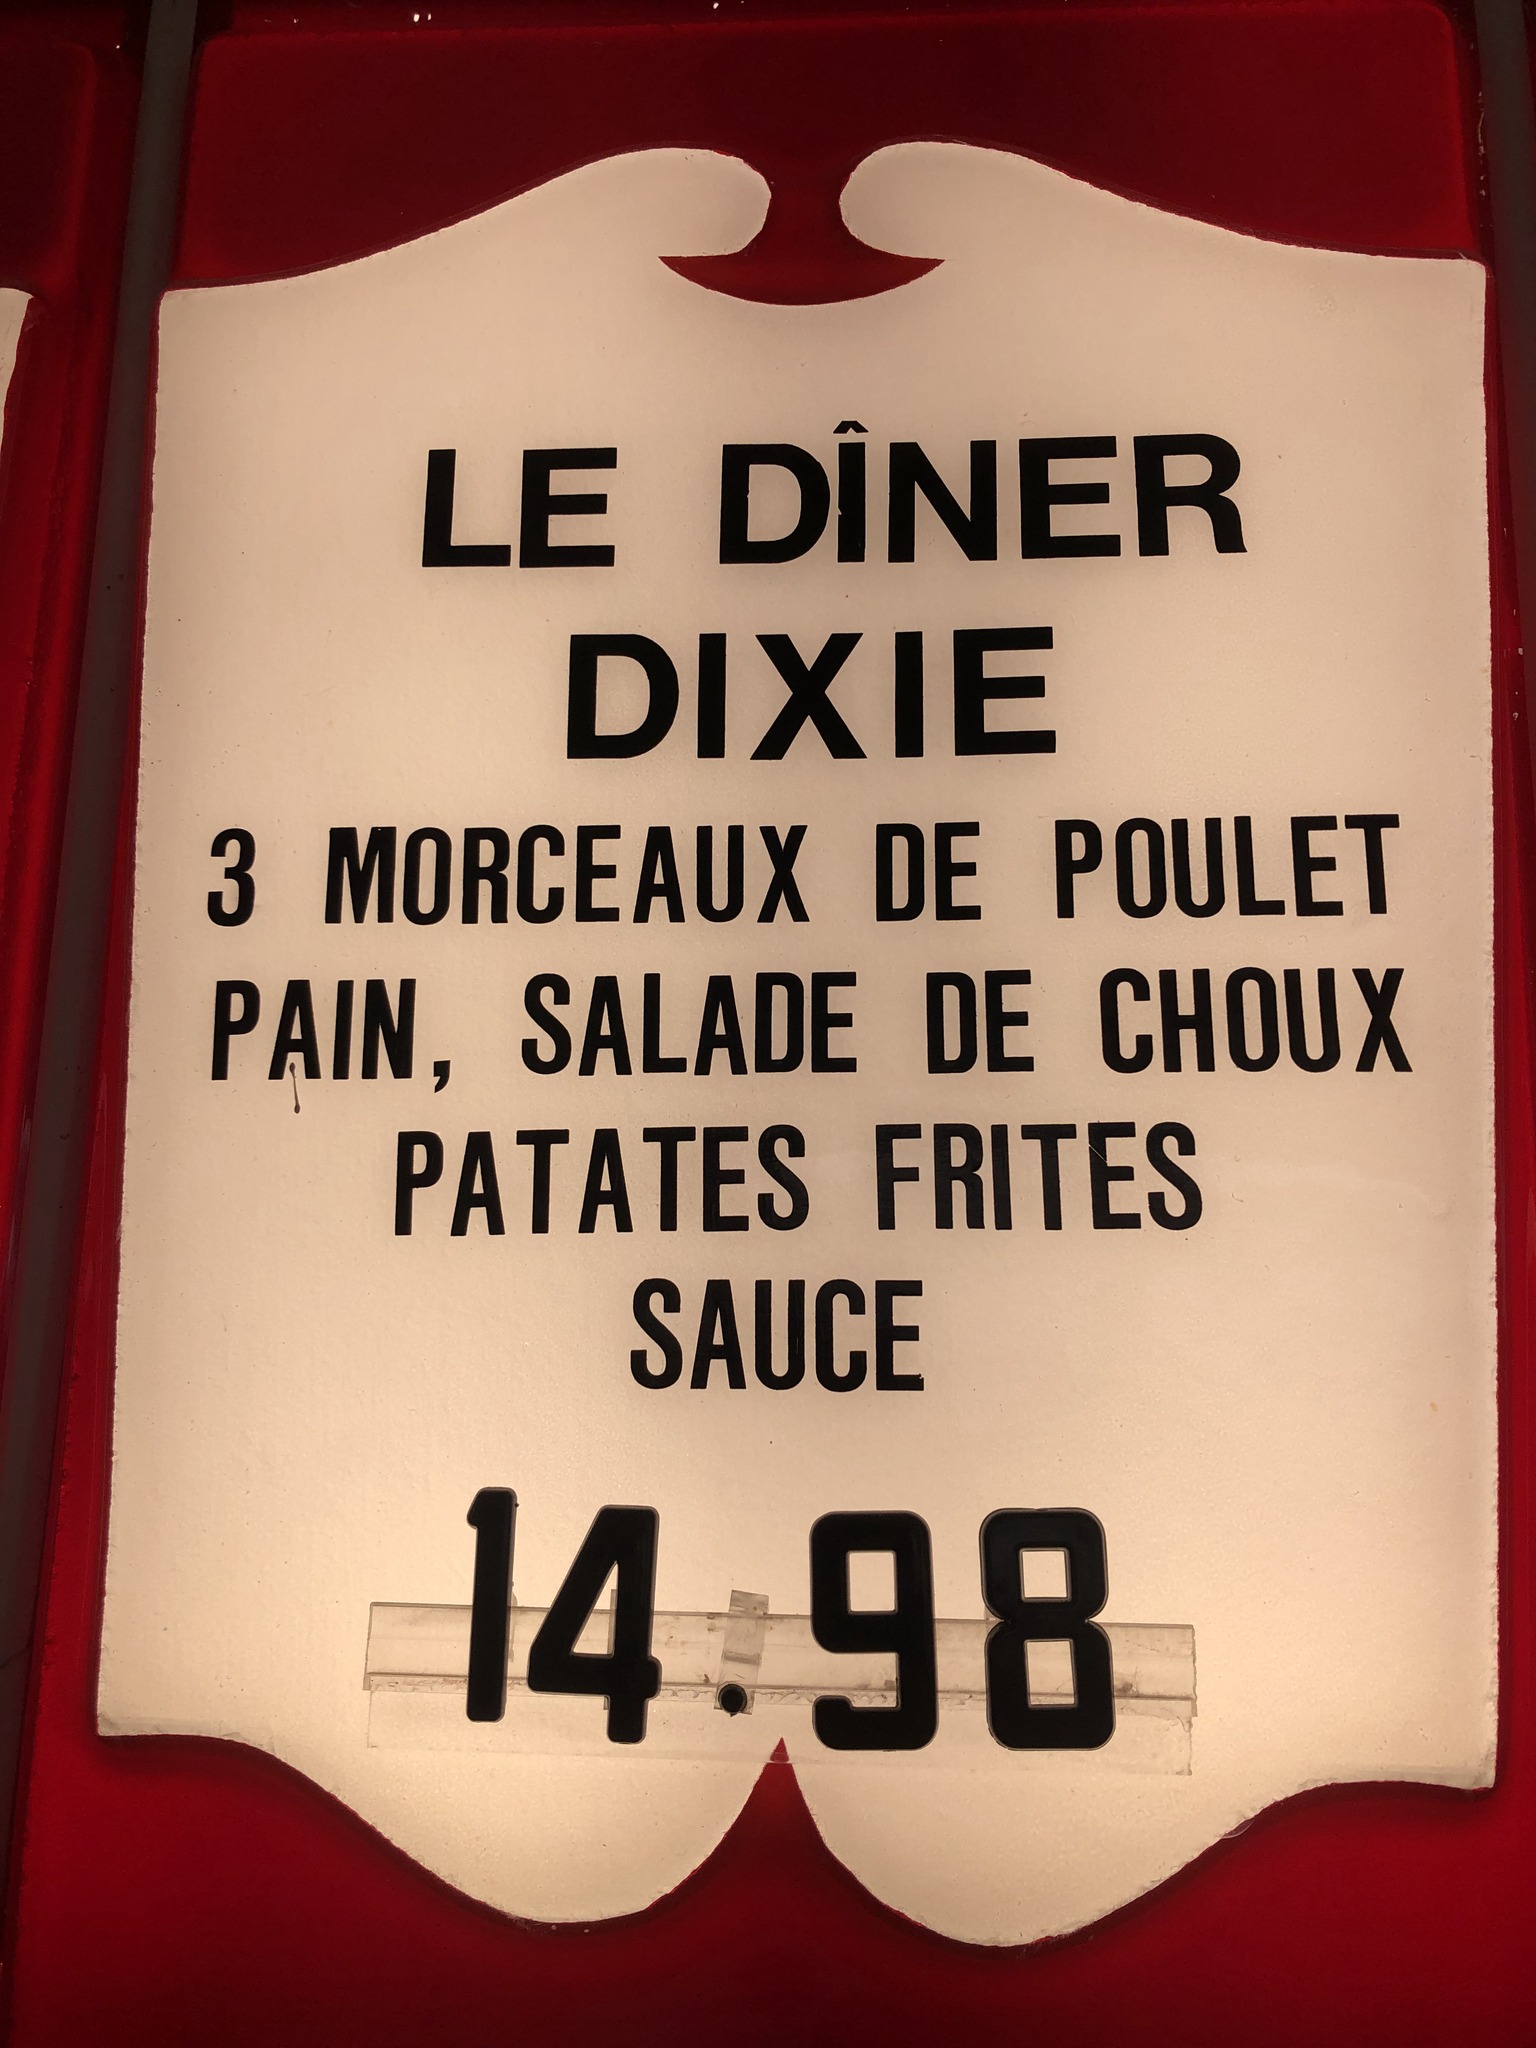 LE DÎNER
DIXIE
3 MORCEAUX DE POULET
PAIN, SALADE DE CHOUX
PATATES FRITES
SAUCE
14.98